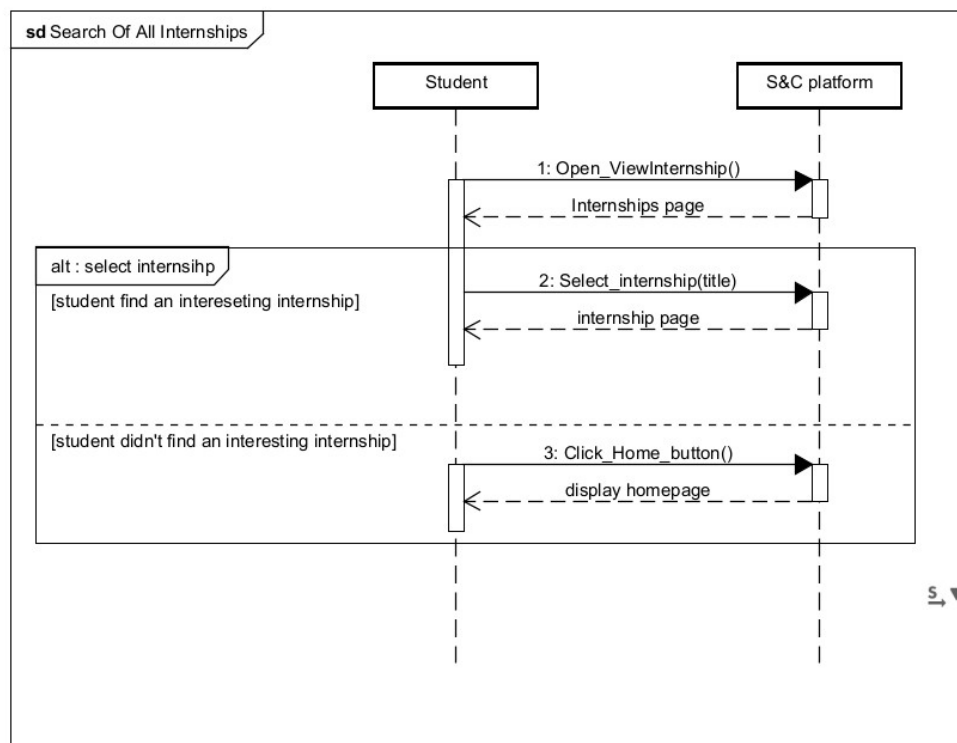 sd Search Of All Internships
Student
S&C platform
1: Open_ViewInternship()
Internships page
alt : select internsihp
[student find an intereseting internship]
2: Select_internship(title)
internship page
[student didn't find an interesting internship]
3: Click_Home_button()
display homepage
S